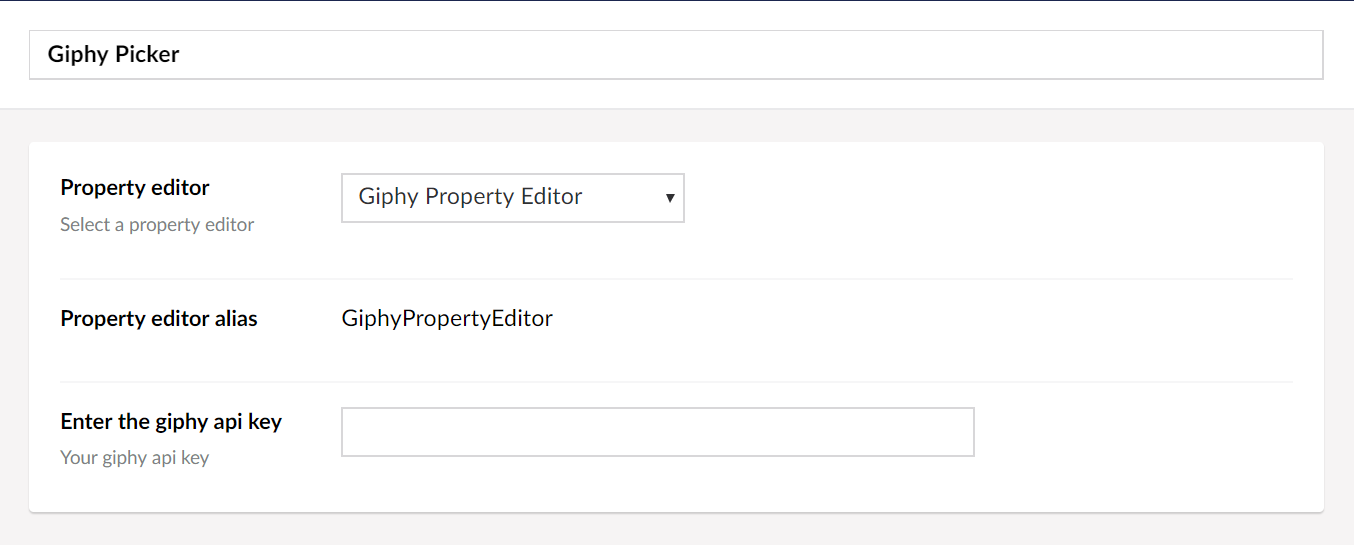 Giphy Picker
Property editor
Giphy Property Editor
Select a property editor
Property editor alias
GiphyPropertyEditor
Enter the giphy api key
Your giphy api key